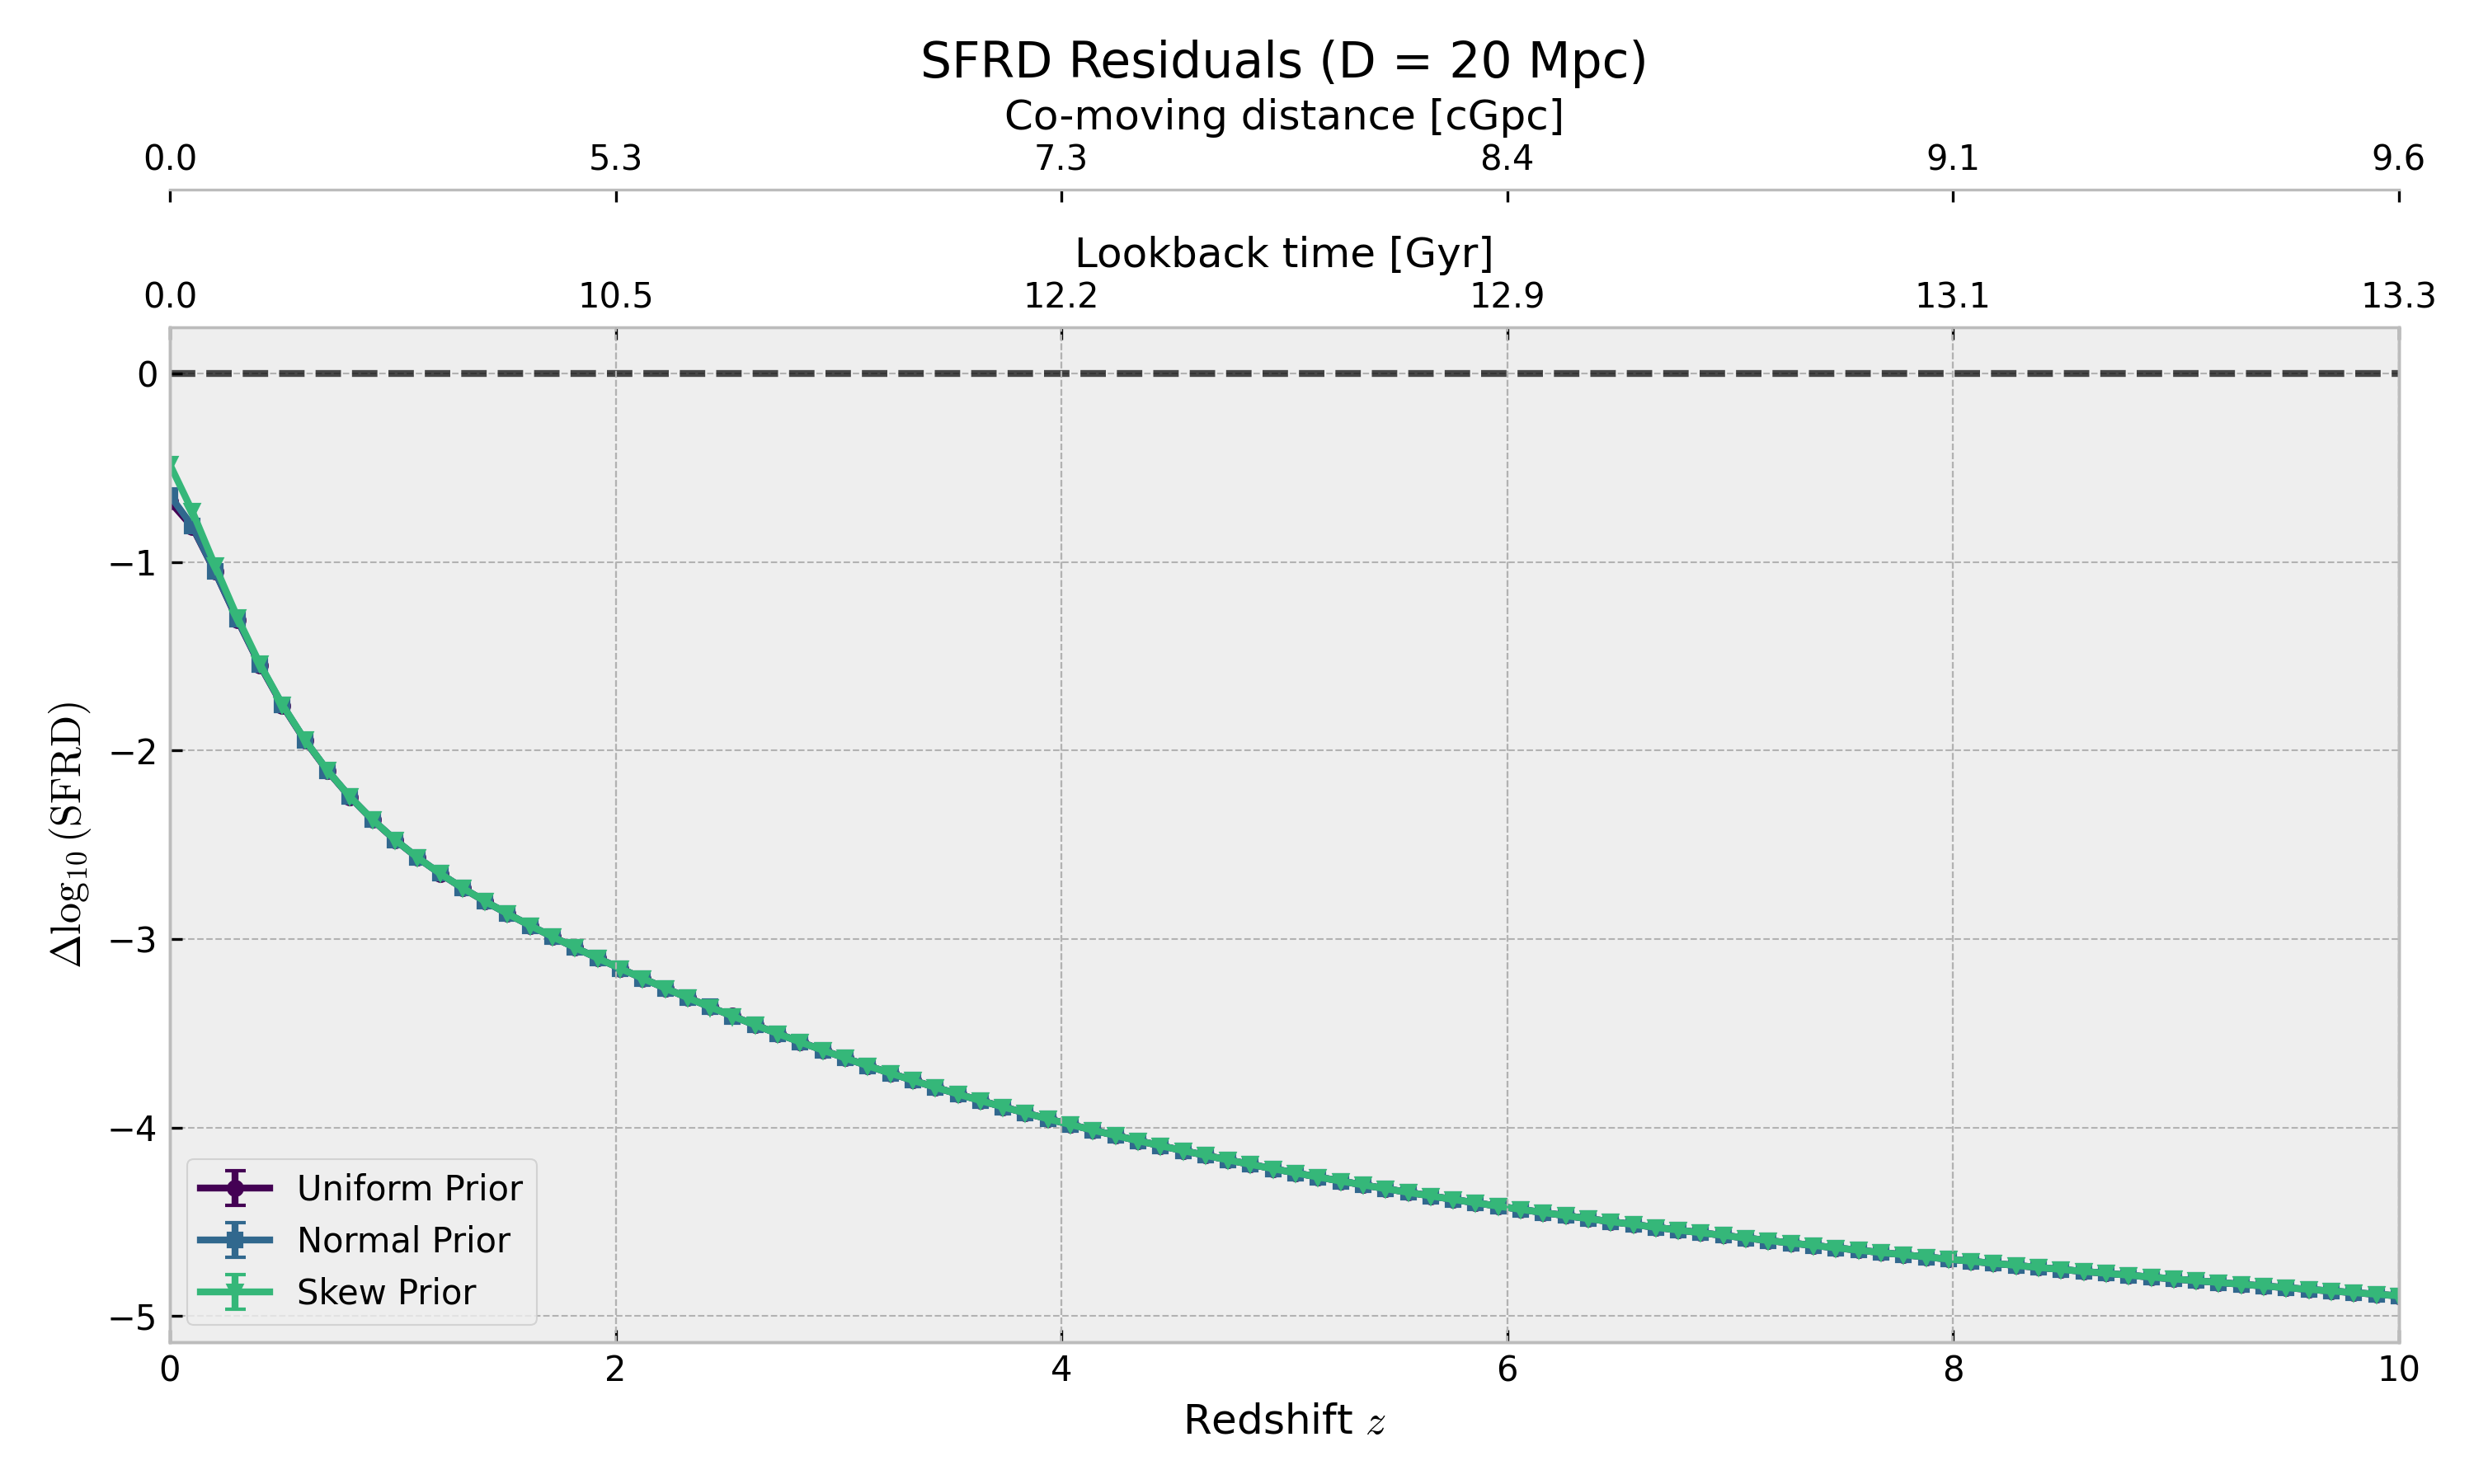 SFRD Residuals (D = 20 Mpc)
Co-moving distance [cGpc]
0.0 5.3 7.3 8.4 9.1 9.6
Lookback time [Gyr]
0.0 10.5 12.2 12.9 13.1 13.3
0
−1
−2
−3
−4
−5
Δlog₁₀(SFRD)
Uniform Prior
Normal Prior
Skew Prior
0 2 4 6 8 10
Redshift z